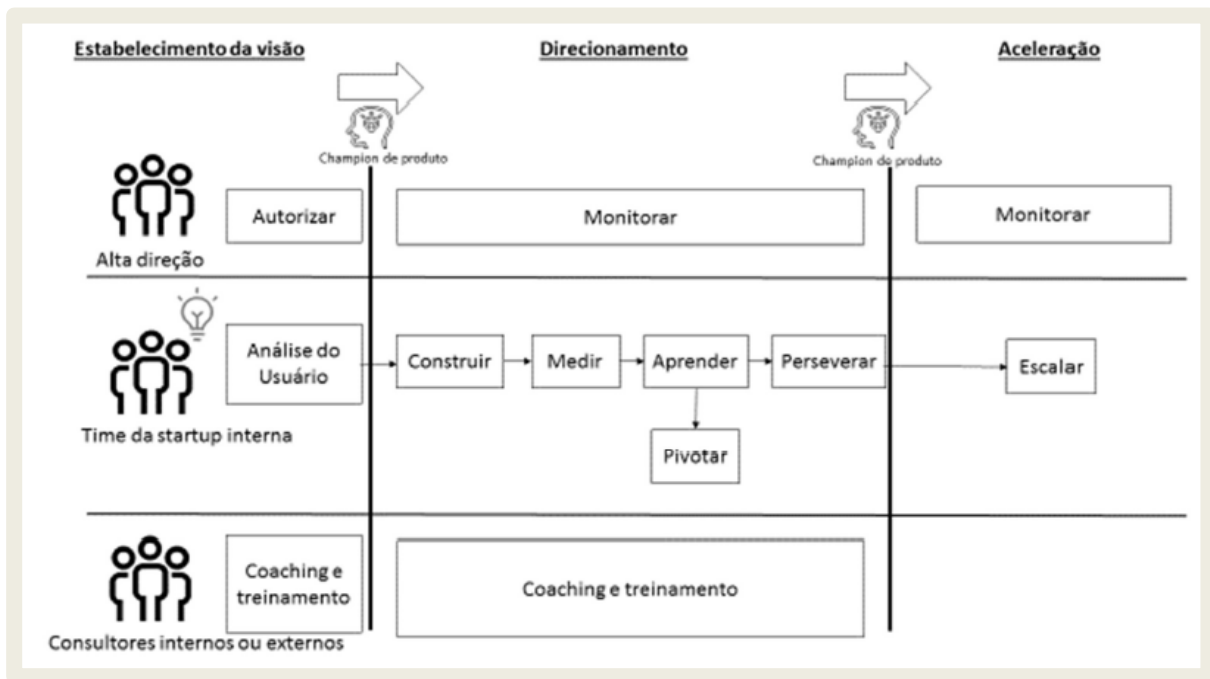 Estabelecimento da visão
Direcionamento
Aceleração
Champion de produto
Champion de produto
Autorizar
Monitorar
Monitorar
Alta direção
Análise do
Usuário
Construir
Medir
Aprender
Perseverar
Escalar
Time da startup interna
Pivotar
Coaching e
treinamento
Coaching e treinamento
Consultores internos ou externos